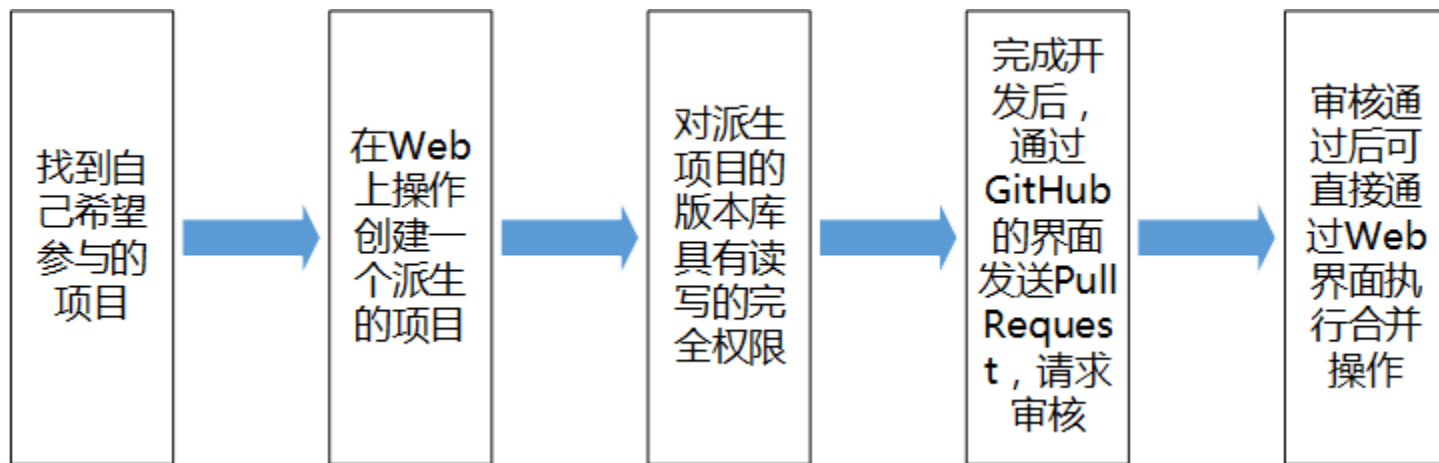 找到自
己希望
参与的
项目
在Web
上操作
创建一
个派生
的项目
对派生
项目的
版本库
具有读
写的完
全权限
完成开
发后，
通过
GitHub
的界面
发送Pull
Reques
t，请求
审核
审核通
过后可
直接通
过Web
界面执
行合并
操作